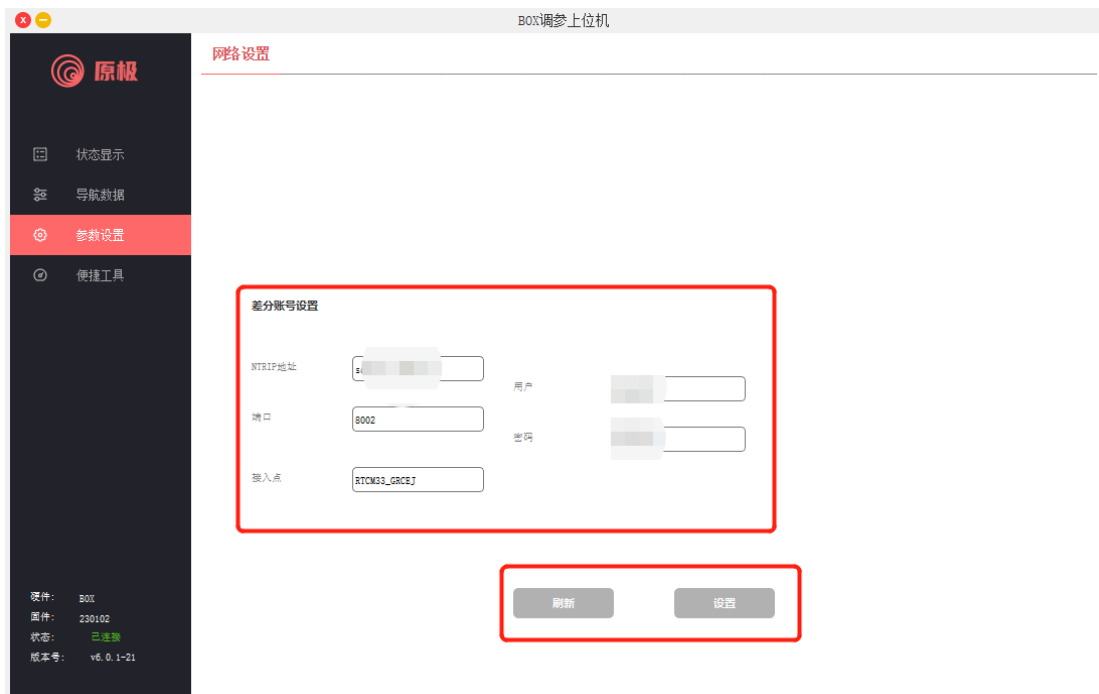 BOX调参上位机
原极
网络设置
状态显示
导航数据
参数设置
便捷工具
差分账号设置
NTRIP地址
用户
端口
8002
密码
接入点
RTCM33_GRCEJ
刷新
设置
硬件: BOX
固件: 230102
状态: 已连接
版本号: v6.0.1-21